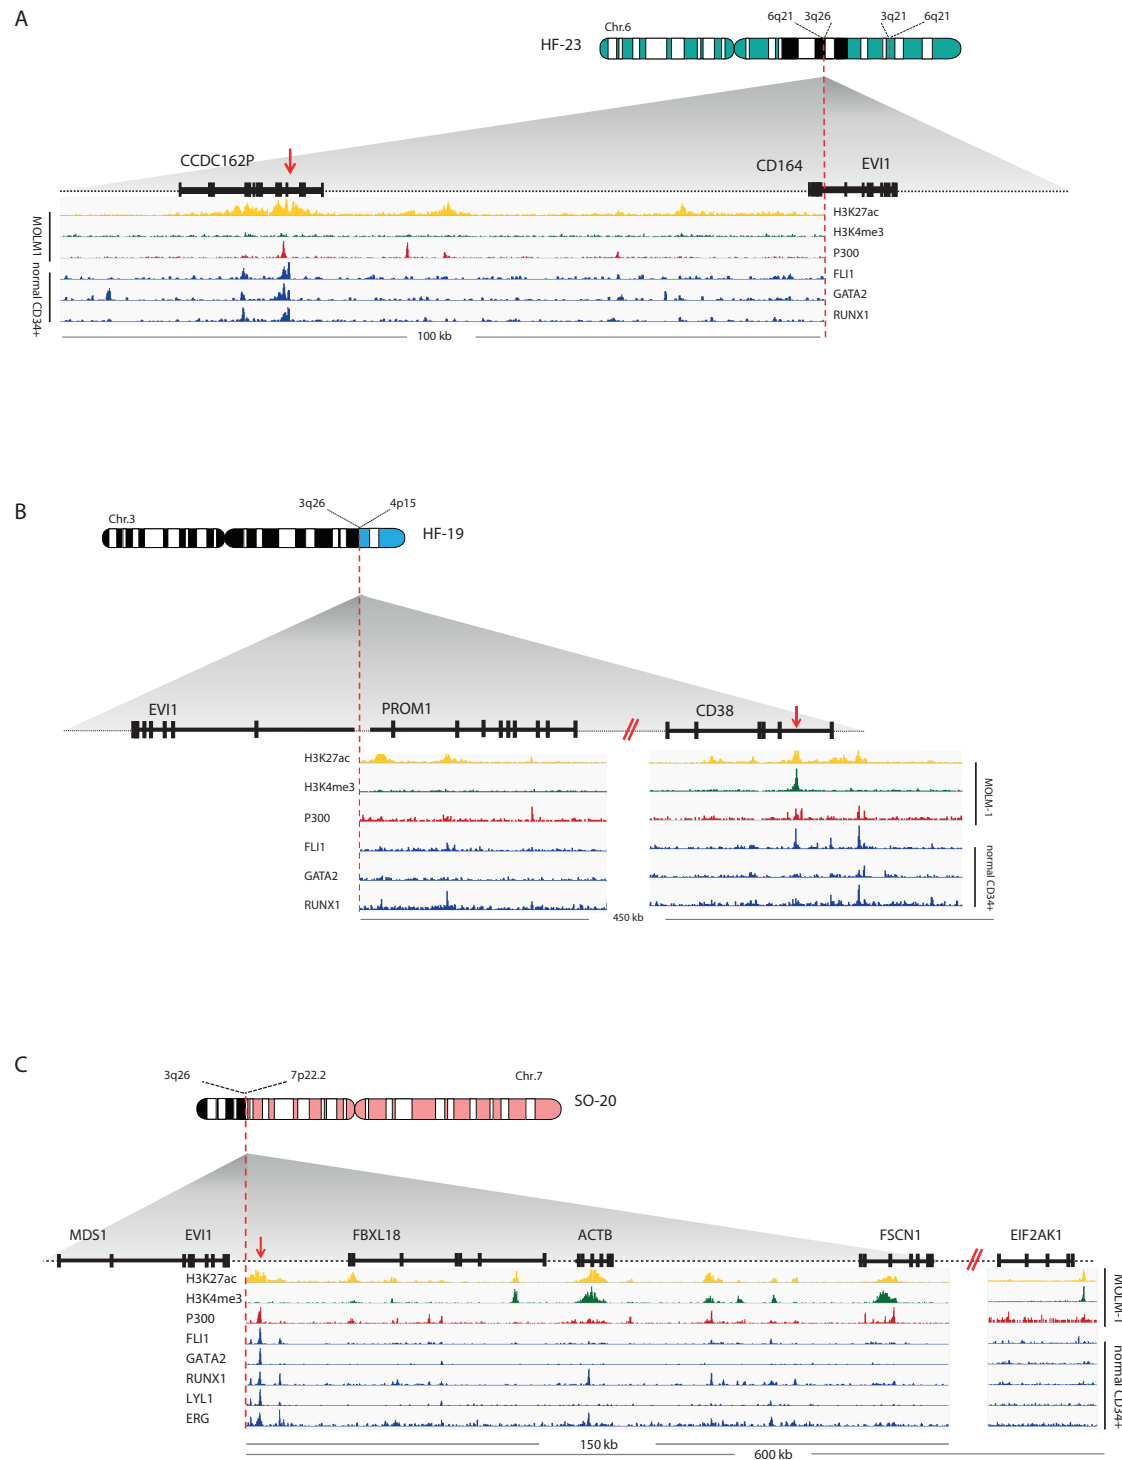 A
6q21 3q26 3q21 6q21
Chr.6
HF-23
CCDC162P
CD164
EVI1
MOLM1
normal CD34+
H3K27ac
H3K4me3
P300
FLI1
GATA2
RUNX1
100 kb
B
3q26 4p15
Chr.3
HF-19
EVI1
PROM1
CD38
H3K27ac
H3K4me3
P300
FLI1
GATA2
RUNX1
MOLM-1
normal CD34+
450 kb
C
3q26 7p22.2 Chr.7
SO-20
MDS1 EVI1 FBXL18 ACTB FSCN1 EIF2AK1
H3K27ac
H3K4me3
P300
FLI1
GATA2
RUNX1
LYL1
ERG
MOLM-1
normal CD34+
150 kb
600 kb